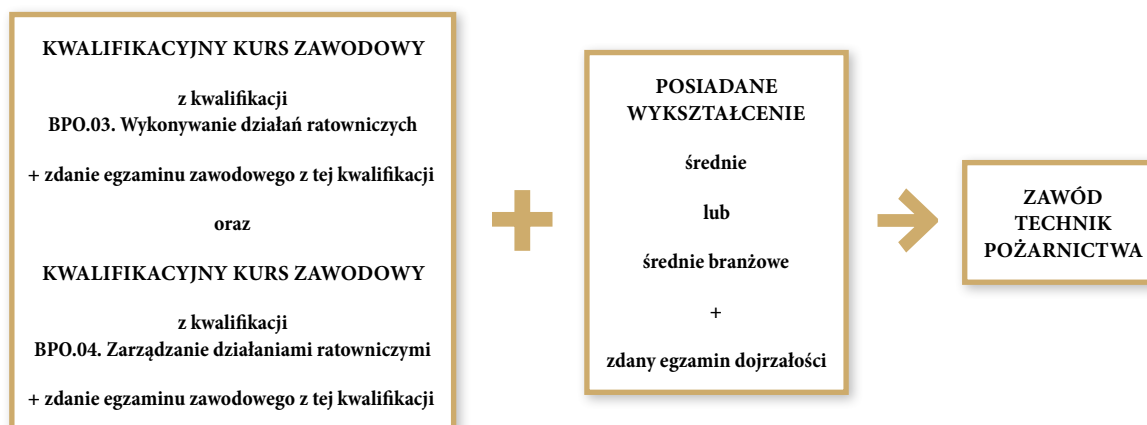 KWALIFIKACYJNY KURS ZAWODOWY
z kwalifikacji
BPO.03. Wykonywanie działań ratowniczych
+ zdanie egzaminu zawodowego z tej kwalifikacji
oraz
KWALIFIKACYJNY KURS ZAWODOWY
z kwalifikacji
BPO.04. Zarządzanie działaniami ratowniczymi
+ zdanie egzaminu zawodowego z tej kwalifikacji
POSIADANE
WYKSZTAŁCENIE
średnie
lub
średnie branżowe
+
zdany egzamin dojrzałości
ZAWÓD
TECHNIK
POŻARNICTWA